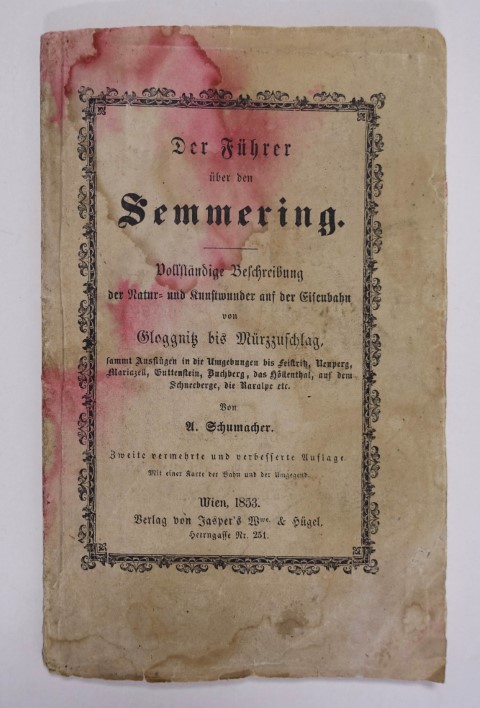 Der Führer
über den
Semmering.
Vollständige Beschreibung
der Natur- und Kunstwunder auf der Eisenbahn
von
Gloggnitz bis Mürzzuschlag,
sammt Ausflügen in die Umgebungen bis Feistritz, Neuperg,
Mariazell, Guttenstein, Buchberg, das Höllenthal, auf dem
Schneeberge, die Raxalpe etc.
Von
A. Schumacher.
Zweite vermehrte und verbesserte Auflage.
Mit einer Karte der Bahn und der Umgegend.
Wien, 1853.
Verlag von Jasper's Wwe. & Hügel,
Herrngasse Nr. 251.